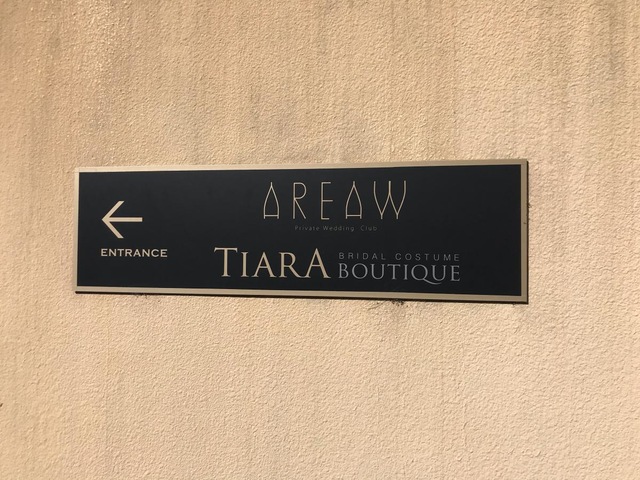 AREAW
Private Wedding Club
ENTRANCE
TIARA BRIDAL COSTUME
BOUTIQUE